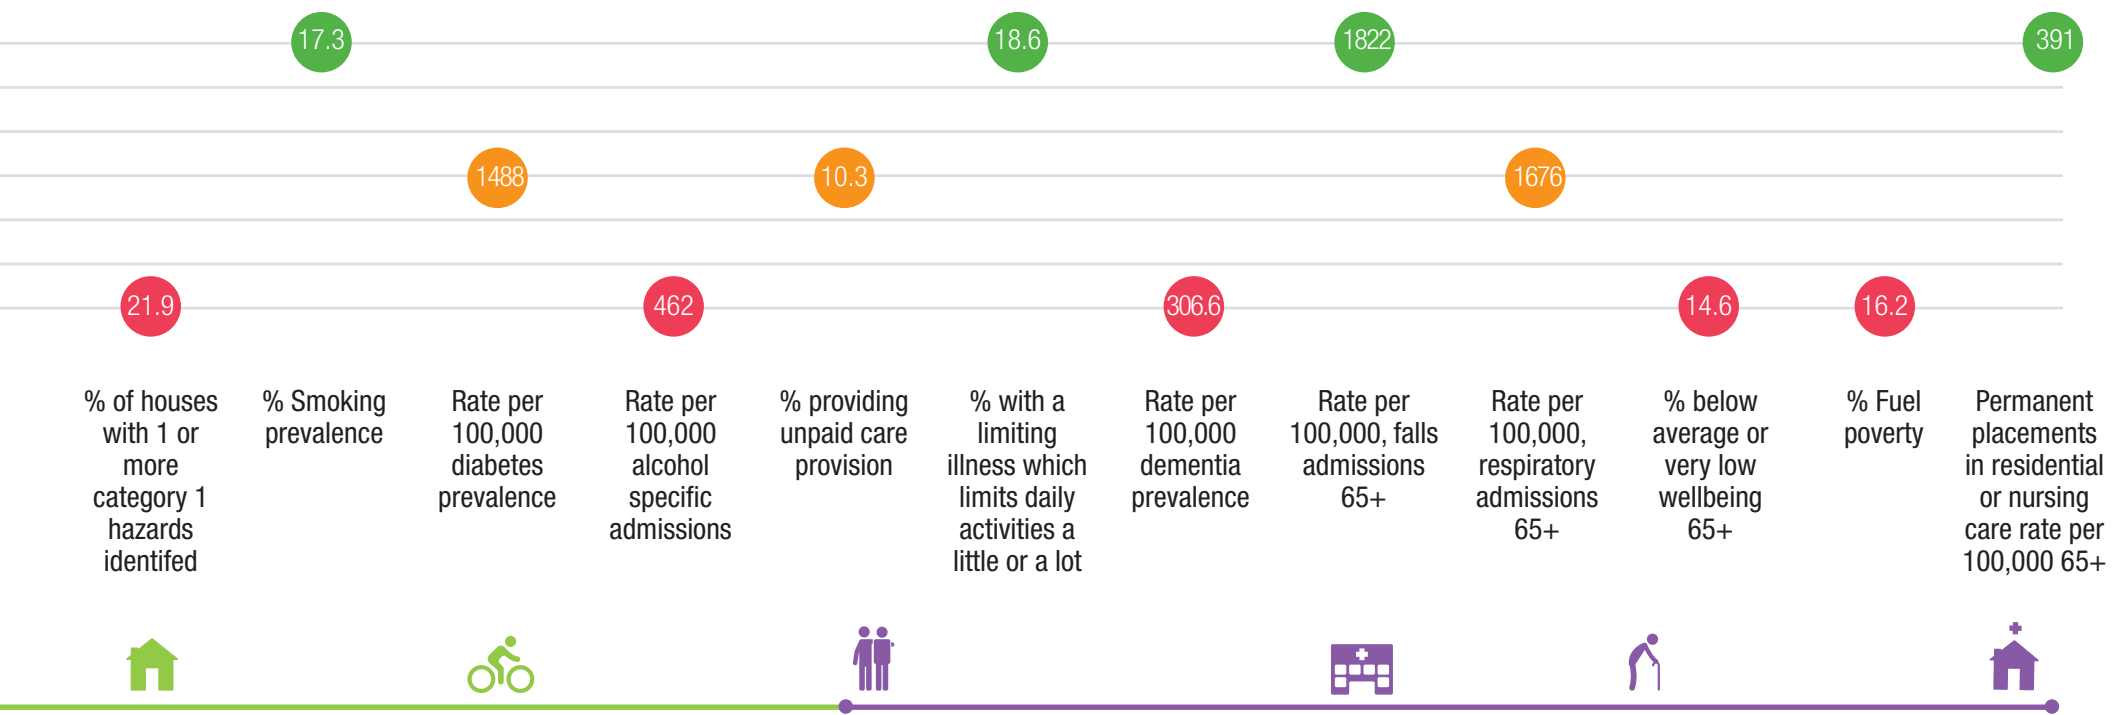 17.3
18.6
1822
391
1488
10.3
1676
21.9
462
306.6
14.6
16.2
% of houses
with 1 or
more
category 1
hazards
identifed
% Smoking
prevalence
Rate per
100,000
diabetes
prevalence
Rate per
100,000
alcohol
specific
admissions
% providing
unpaid care
provision
% with a
limiting
illness which
limits daily
activities a
little or a lot
Rate per
100,000
dementia
prevalence
Rate per
100,000, falls
admissions
65+
Rate per
100,000,
respiratory
admissions
65+
% below
average or
very low
wellbeing
65+
% Fuel
poverty
Permanent
placements
in residential
or nursing
care rate per
100,000 65+